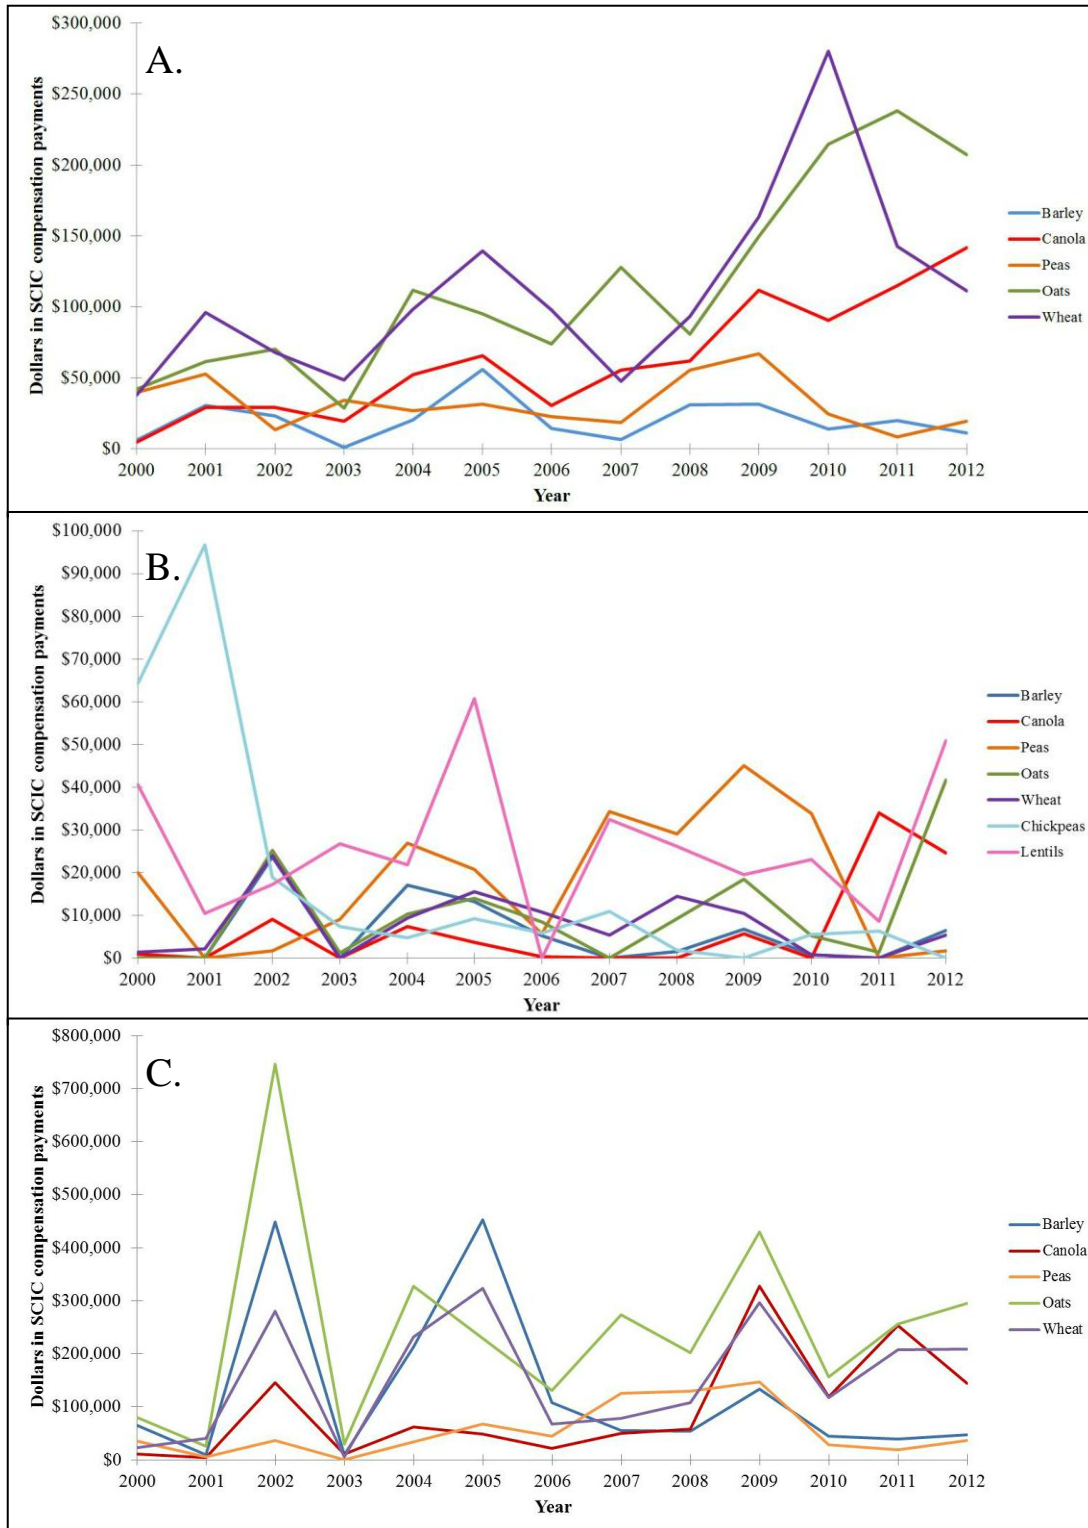 A.
Dollars in SCIC compensation payments
$300,000
$250,000
$200,000
$150,000
$100,000
$50,000
$0
2000 2001 2002 2003 2004 2005 2006 2007 2008 2009 2010 2011 2012
Year
Barley
Canola
Peas
Oats
Wheat
B.
Dollars in SCIC compensation payments
$100,000
$90,000
$80,000
$70,000
$60,000
$50,000
$40,000
$30,000
$20,000
$10,000
$0
2000 2001 2002 2003 2004 2005 2006 2007 2008 2009 2010 2011 2012
Year
Barley
Canola
Peas
Oats
Wheat
Chickpeas
Lentils
C.
Dollars in SCIC compensation payments
$800,000
$700,000
$600,000
$500,000
$400,000
$300,000
$200,000
$100,000
$0
2000 2001 2002 2003 2004 2005 2006 2007 2008 2009 2010 2011 2012
Year
Barley
Canola
Peas
Oats
Wheat